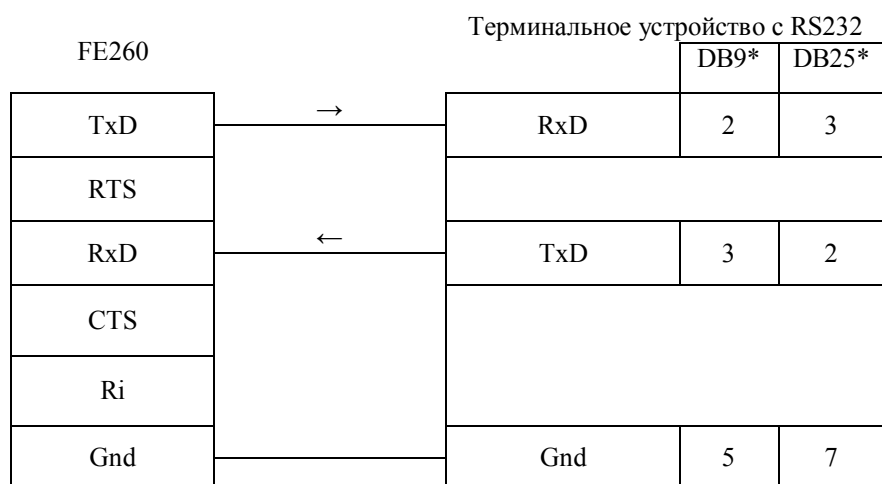 Терминальное устройство с RS232
FE260 DB9* DB25*
TxD → RxD 2 3
RTS
RxD ← TxD 3 2
CTS
Ri
Gnd Gnd 5 7